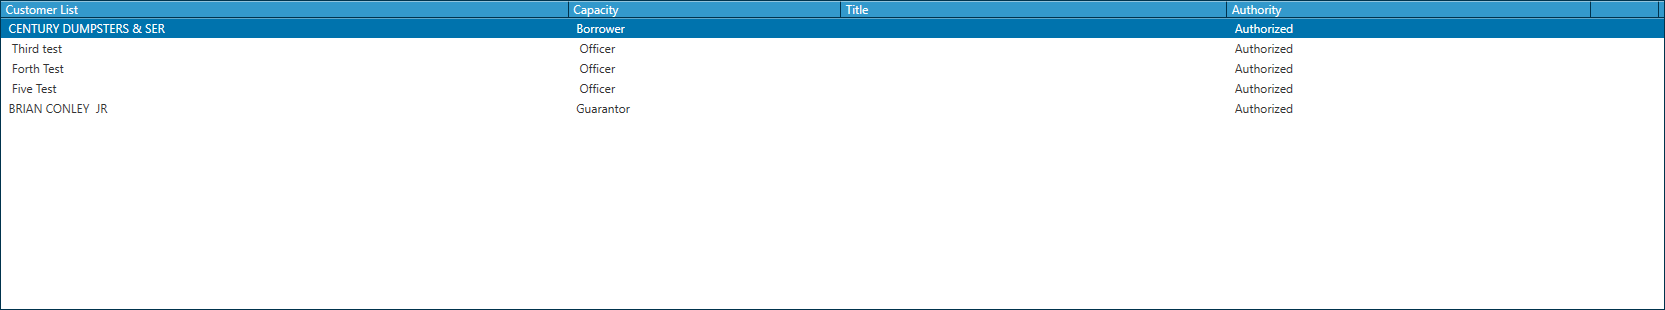 Customer List Capacity Title Authority
CENTURY DUMPSTERS & SER Borrower Authorized
Third test Officer Authorized
Forth Test Officer Authorized
Five Test Officer Authorized
BRIAN CONLEY  JR Guarantor Authorized